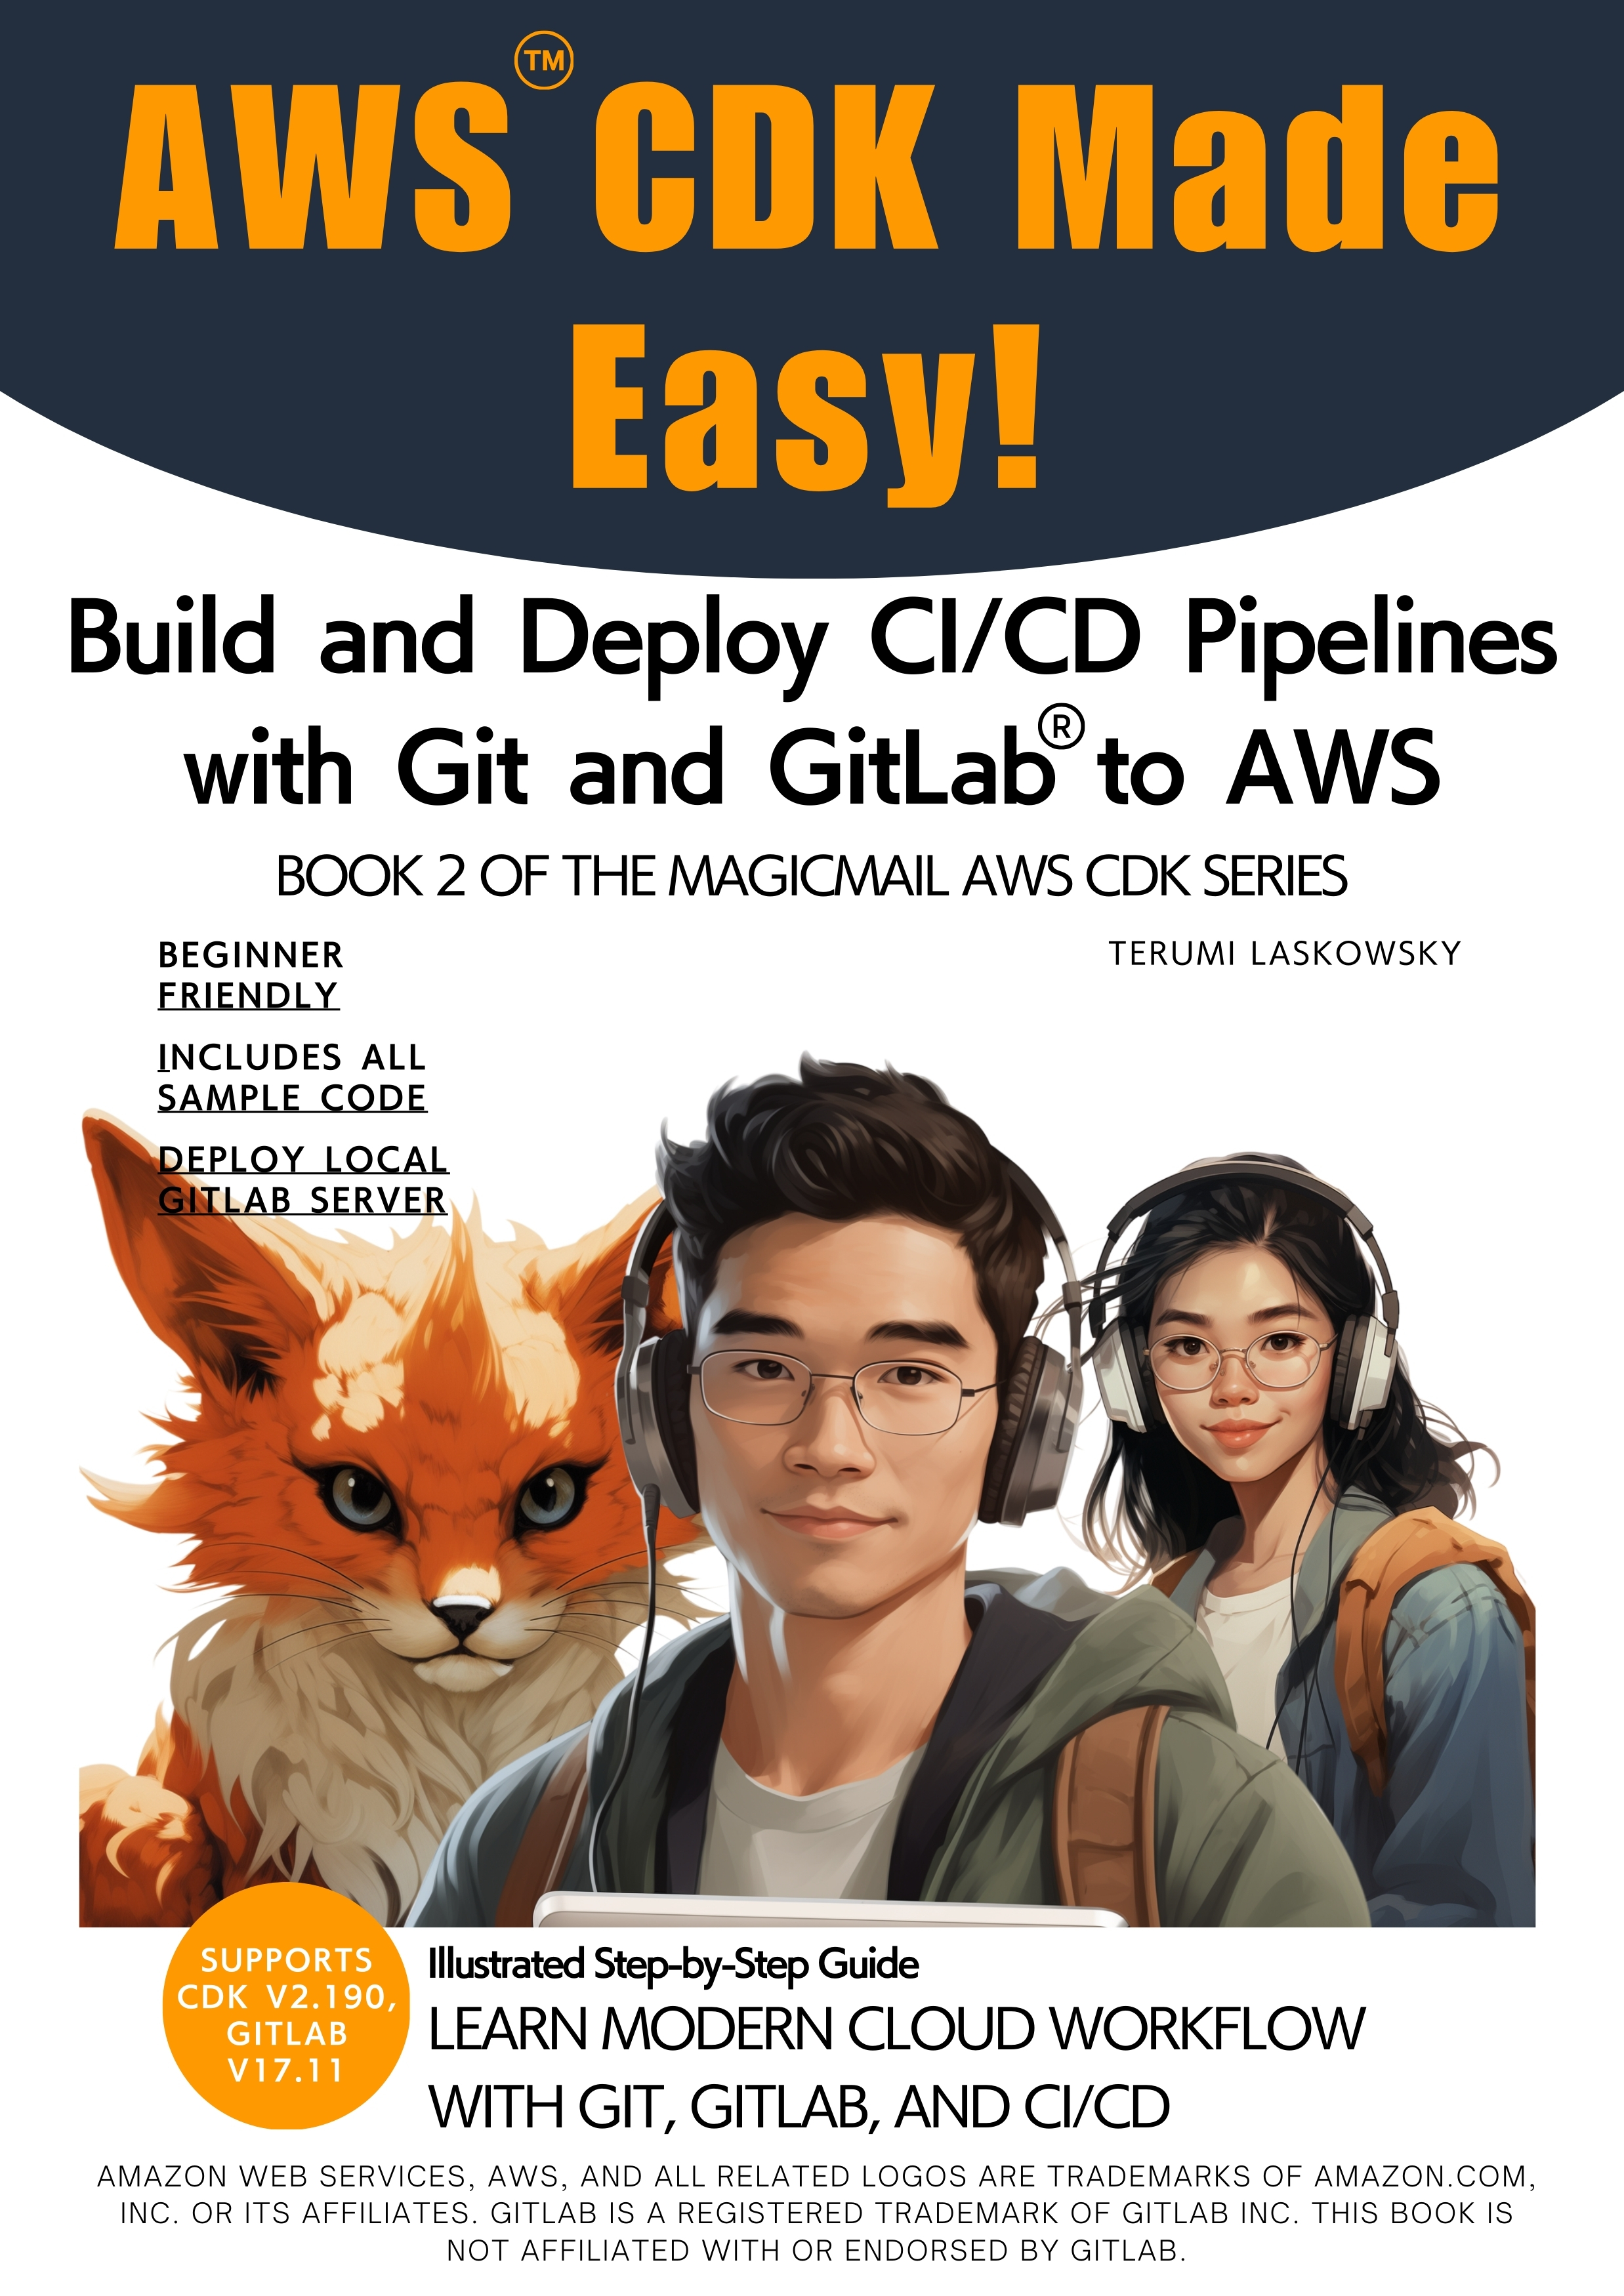 AWS™ CDK Made
Easy!
Build and Deploy CI/CD Pipelines
with Git and GitLab® to AWS
BOOK 2 OF THE MAGICMAIL AWS CDK SERIES
TERUMI LASKOWSKY
BEGINNER
FRIENDLY
INCLUDES ALL
SAMPLE CODE
DEPLOY LOCAL
GITLAB SERVER
SUPPORTS
CDK V2.190,
GITLAB
V17.11
Illustrated Step-by-Step Guide
LEARN MODERN CLOUD WORKFLOW
WITH GIT, GITLAB, AND CI/CD
AMAZON WEB SERVICES, AWS, AND ALL RELATED LOGOS ARE TRADEMARKS OF AMAZON.COM,
INC. OR ITS AFFILIATES. GITLAB IS A REGISTERED TRADEMARK OF GITLAB INC. THIS BOOK IS
NOT AFFILIATED WITH OR ENDORSED BY GITLAB.